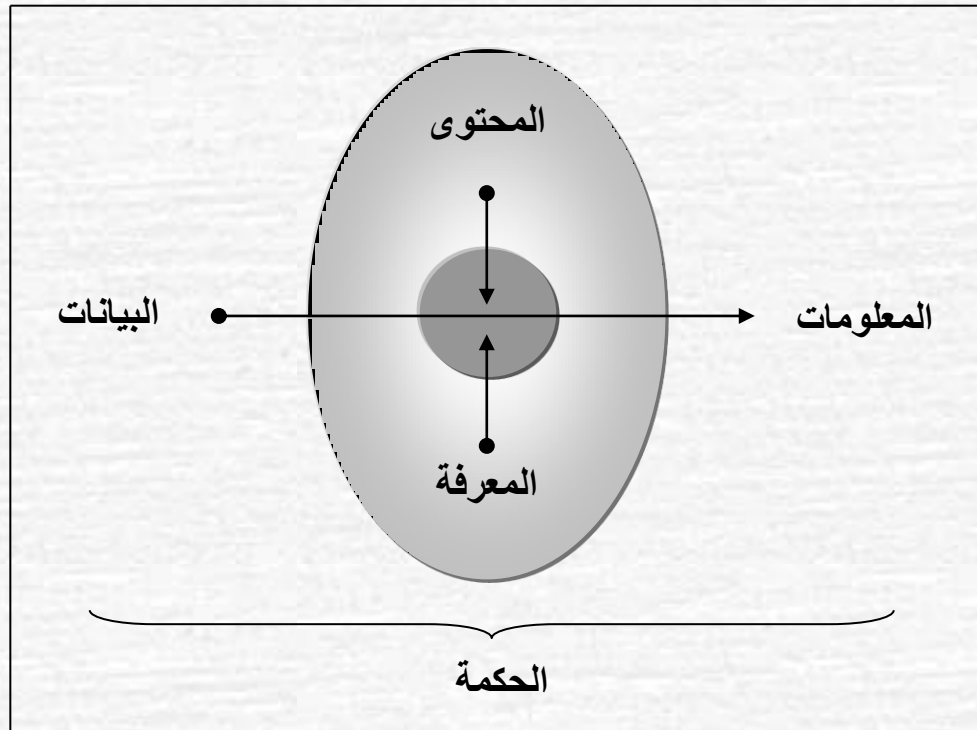 المحتوى
المعلومات
البيانات
المعرفة
الحكمة